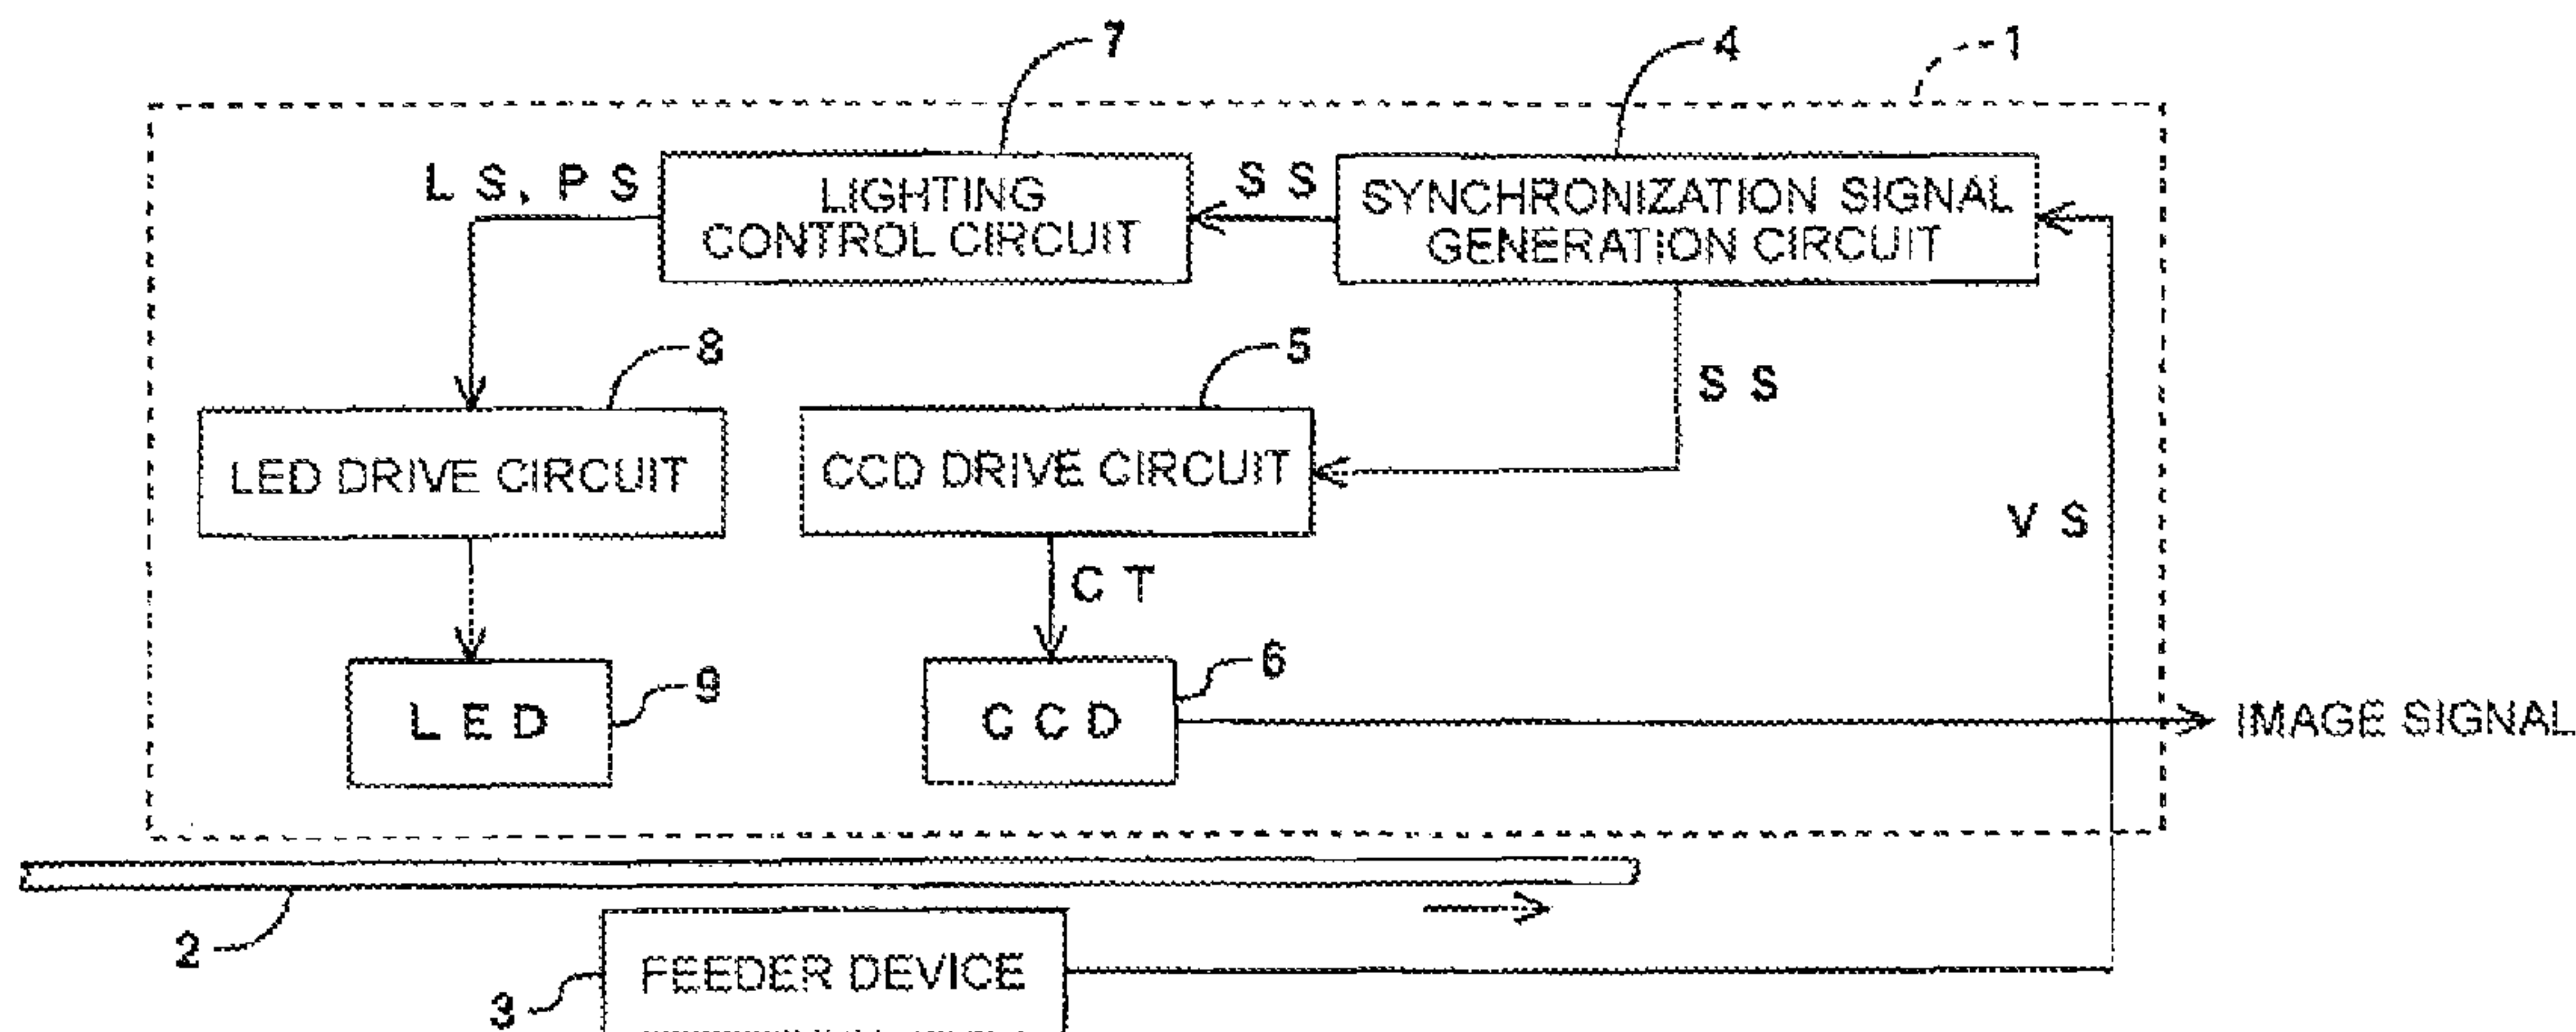 7
4
1
L S, P S
LIGHTING
CONTROL CIRCUIT
S S
SYNCHRONIZATION SIGNAL
GENERATION CIRCUIT
8
5
S S
LED DRIVE CIRCUIT
CCD DRIVE CIRCUIT
V S
C T
6
9
L E D
C C D
IMAGE SIGNAL
2
FEEDER DEVICE
3